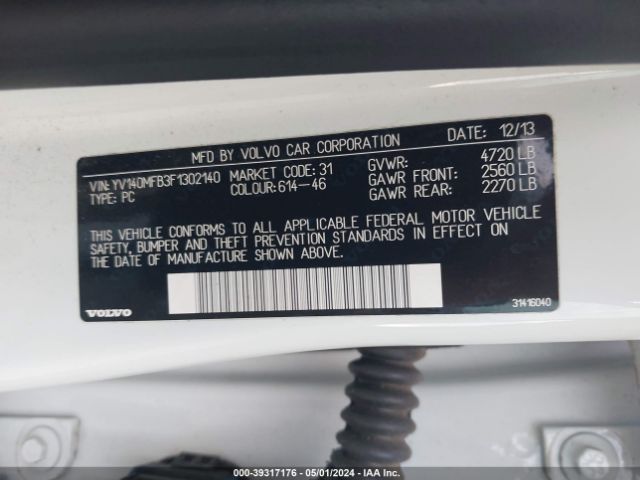 MFD BY VOLVO CAR CORPORATION DATE: 12/13
VIN: YV140MFB3F1302140 MARKET CODE: 31 GVWR: 4720 LB
TYPE: PC COLOUR: 614-46 GAWR FRONT: 2560 LB
GAWR REAR: 2270 LB
THIS VEHICLE CONFORMS TO ALL APPLICABLE FEDERAL MOTOR VEHICLE
SAFETY, BUMPER AND THEFT PREVENTION STANDARDS IN EFFECT ON
THE DATE OF MANUFACTURE SHOWN ABOVE.
VOLVO 31416040
00-39317176 - 05/01/2024 - IAA Inc.